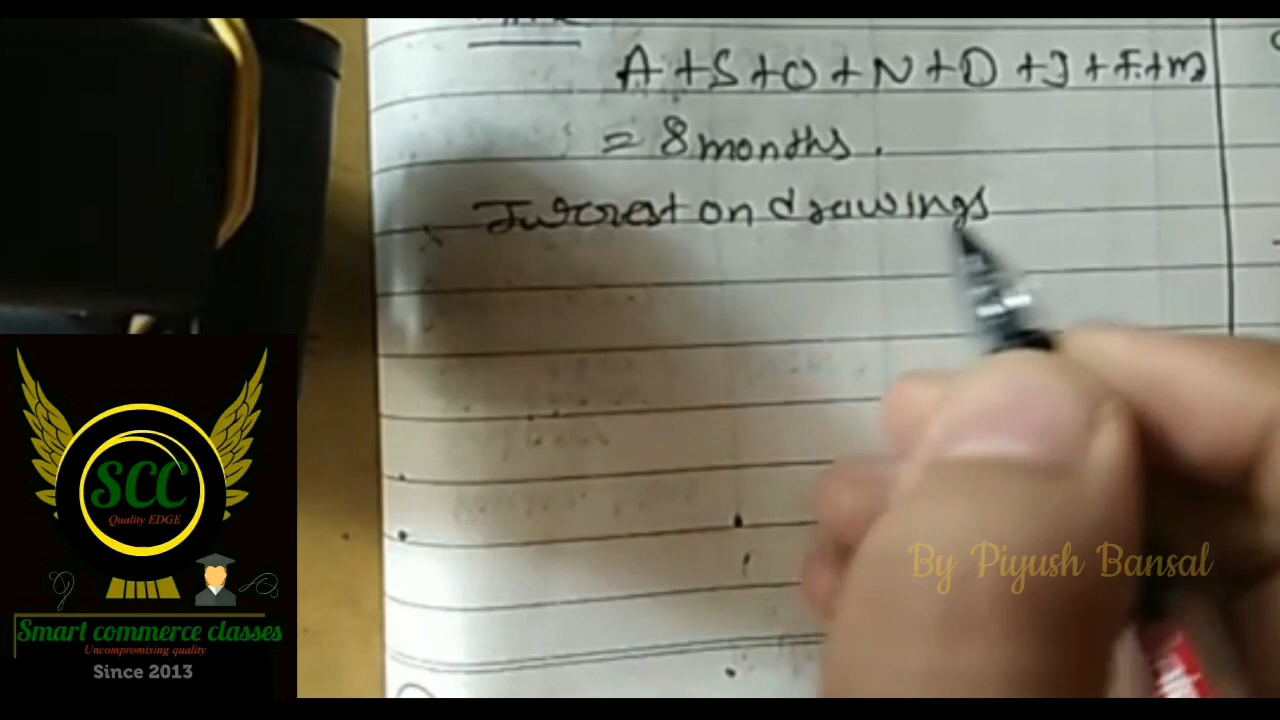 A + S + O + N + D + J + F + M
= 8 months.
Interest on drawings
SCC
Quality EDGE
By Piyush Bansal
Smart commerce classes
Uncompromising quality
Since 2013